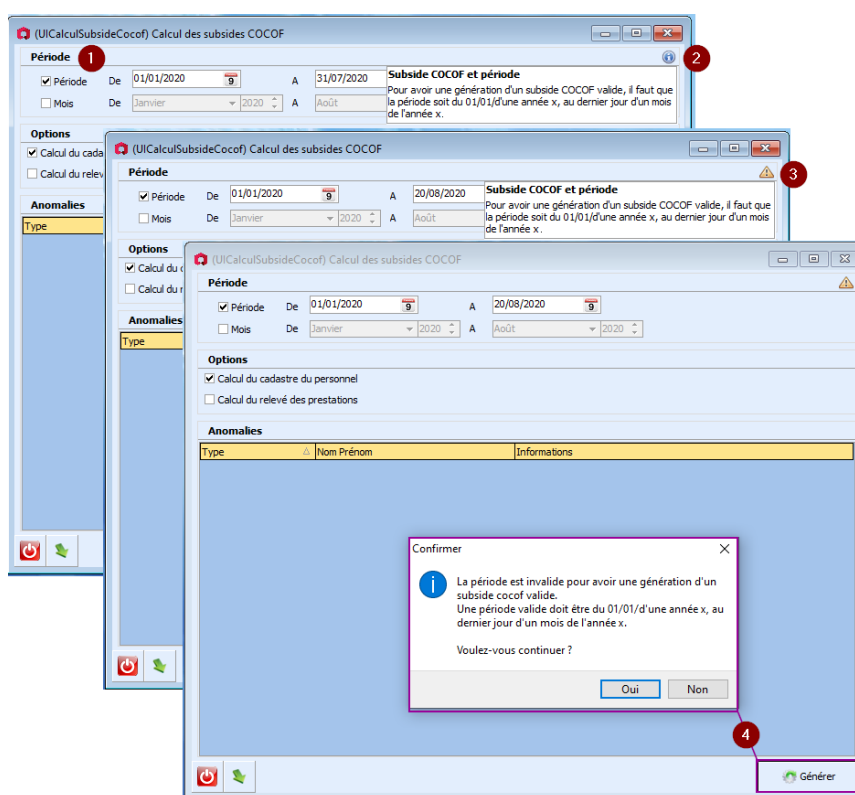 (UICalculSubsideCocof) Calcul des subsides COCOF
Période 1
2
Période De 01/01/2020 9 A 31/07/2020
Subside COCOF et période
Pour avoir une génération d'un subside COCOF valide, il faut que
la période soit du 01/01/d'une année x, au dernier jour d'un mois
de l'année x.
Mois De Janvier 2020 A Août
Options
Calcul du cada
Calcul du relev
Anomalies
Type
(UICalculSubsideCocof) Calcul des subsides COCOF
Période
3
Période De 01/01/2020 9 A 20/08/2020
Subside COCOF et période
Pour avoir une génération d'un subside COCOF valide, il faut que
la période soit du 01/01/d'une année x, au dernier jour d'un mois
de l'année x.
Mois De Janvier 2020 A Août
Options
Calcul du c
Calcul du r
Anomalies
Type
(UICalculSubsideCocof) Calcul des subsides COCOF
Période
Période De 01/01/2020 9 A 20/08/2020 9
Mois De Janvier 2020 A Août 2020
Options
Calcul du cadastre du personnel
Calcul du relevé des prestations
Anomalies
Type Nom Prénom Informations
Confirmer
La période est invalide pour avoir une génération d'un
subside cocof valide.
Une période valide doit être du 01/01/d'une année x, au
dernier jour d'un mois de l'année x.
Voulez-vous continuer ?
Oui Non
4
Générer